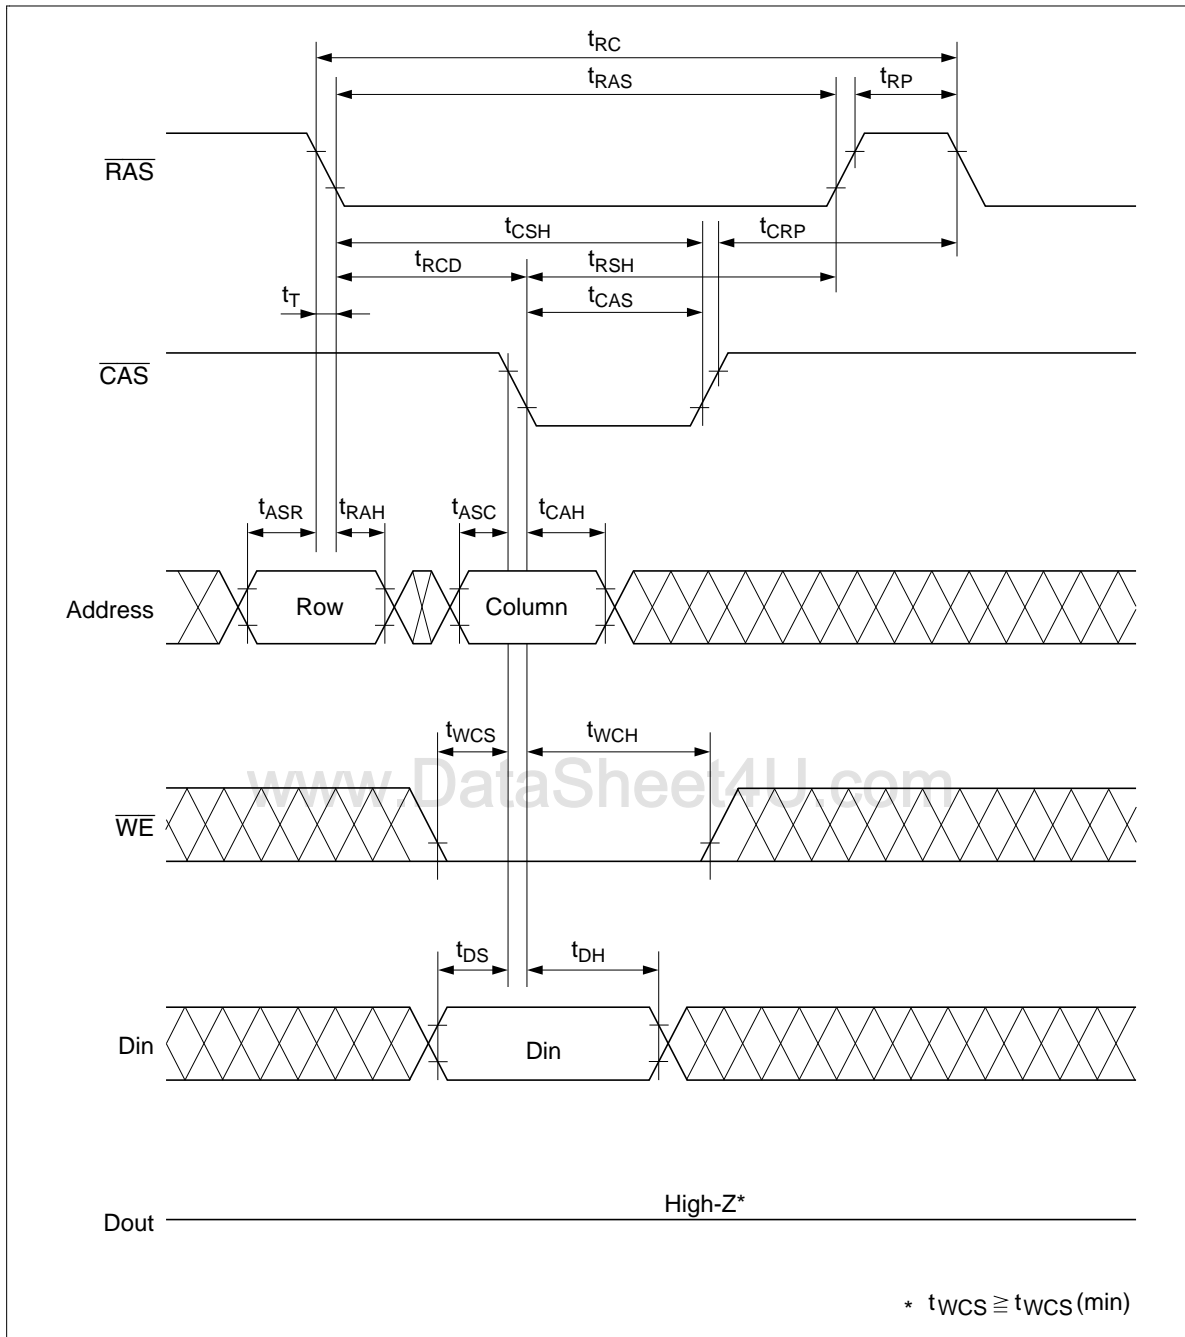 tRC
tRAS
tRP
RAS
tCSH
tCRP
tRCD
tRSH
tT
tCAS
CAS
tASR
tRAH
tASC
tCAH
Address
Row
Column
tWCS
tWCH
www.DataSheet4U.com
WE
tDS
tDH
Din
Din
High-Z*
Dout
* tWCS ≧ tWCS (min)